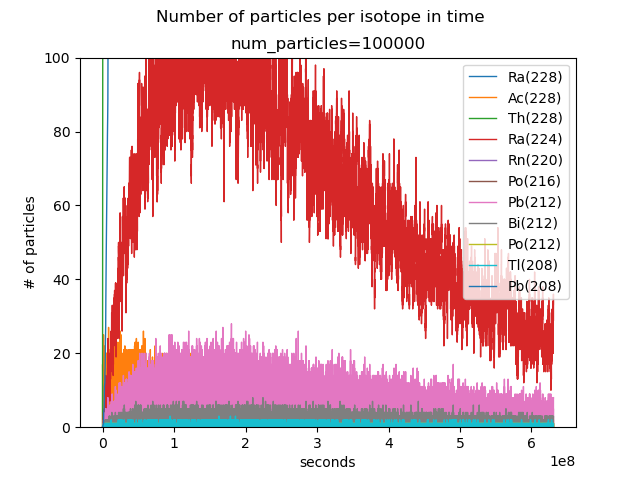 Number of particles per isotope in time
num_particles=100000
# of particles
100
80
60
40
20
0
Ra(228)
Ac(228)
Th(228)
Ra(224)
Rn(220)
Po(216)
Pb(212)
Bi(212)
Po(212)
Tl(208)
Pb(208)
0 1 2 3 4 5 6
1e8
seconds